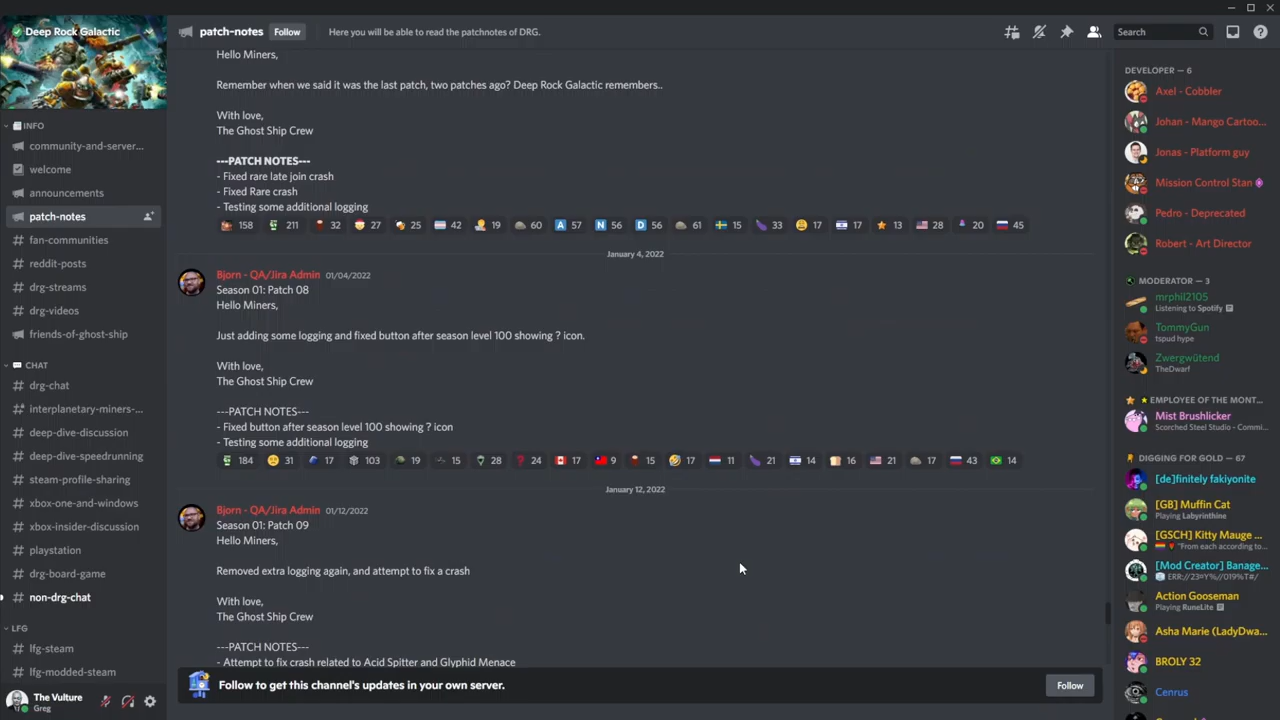 Deep Rock Galactic
patch-notes
Follow
Here you will be able to read the patchnotes of DRG.
Search
INFO
community-and-server...
welcome
announcements
patch-notes
fan-communities
reddit-posts
drg-streams
drg-videos
friends-of-ghost-ship
CHAT
drg-chat
interplanetary-miners-...
deep-dive-discussion
deep-dive-speedrunning
steam-profile-sharing
xbox-one-and-windows
xbox-insider-discussion
playstation
drg-board-game
non-drg-chat
LFG
lfg-steam
lfg-modded-steam
The Vulture
Greg
Hello Miners,
Remember when we said it was the last patch, two patches ago? Deep Rock Galactic remembers..
With love,
The Ghost Ship Crew
---PATCH NOTES---
- Fixed rare late join crash
- Fixed Rare crash
- Testing some additional logging
158 211 32 27 25 42 19 60 A 57 N 56 D 56 61 15 33 17 17 13 28 20 45
January 4, 2022
Bjorn - QA/Jira Admin 01/04/2022
Season 01: Patch 08
Hello Miners,
Just adding some logging and fixed button after season level 100 showing ? icon.
With love,
The Ghost Ship Crew
---PATCH NOTES---
- Fixed button after season level 100 showing ? icon
- Testing some additional logging
184 31 17 103 19 15 28 24 17 9 15 17 11 21 14 16 21 17 43 14
January 12, 2022
Bjorn - QA/Jira Admin 01/12/2022
Season 01: Patch 09
Hello Miners,
Removed extra logging again, and attempt to fix a crash
With love,
The Ghost Ship Crew
---PATCH NOTES---
- Attempt to fix crash related to Acid Spitter and Glyphid Menace
Follow to get this channel's updates in your own server.
Follow
DEVELOPER — 6
Axel - Cobbler
Johan - Mango Cartoo...
Jonas - Platform guy
Mission Control Stan
Pedro - Deprecated
Robert - Art Director
MODERATOR — 3
mrphil2105
Listening to Spotify
TommyGun
tspud hype
Zwergwütend
TheDwarf
EMPLOYEE OF THE MONT...
Mist Brushlicker
Scorched Steel Studio - Commi...
DIGGING FOR GOLD — 67
[de]finitely fakiyonite
[GB] Muffin Cat
Playing Labyrinthine
[GSCH] Kitty Mauge ...
"From each according to...
[Mod Creator] Banage...
ERR://23¤Y%//019%T#/
Action Gooseman
Playing RuneLite
Asha Marie (LadyDwa...
BROLY 32
Cenrus